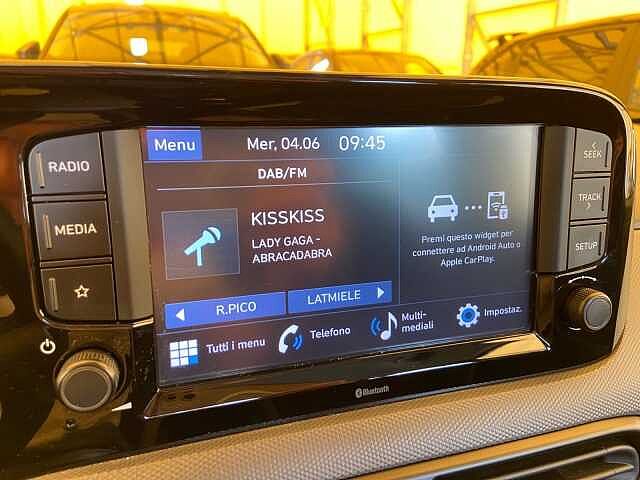 RADIO
MEDIA
Menu
Mer, 04.06
09:45
DAB/FM
KISSKISS
LADY GAGA -
ABRACADABRA
R.PICO
LATMIELE
Premi questo widget per
connettere ad Android Auto o
Apple CarPlay.
Tutti i menu
Telefono
Multi-
mediali
Impostaz.
SEEK
TRACK
SETUP
Bluetooth